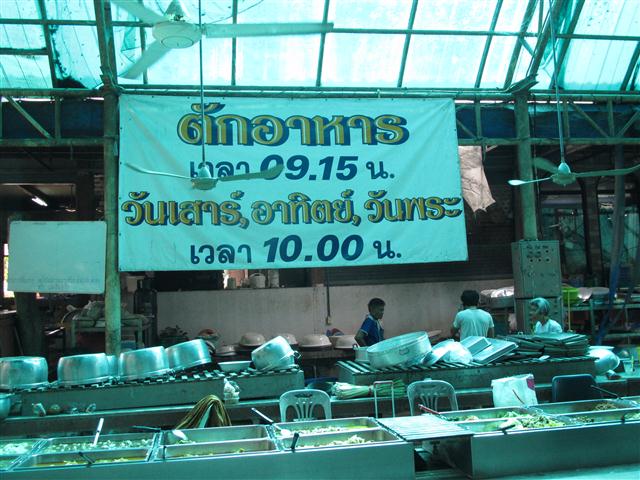 ตักอาหาร
เวลา 09.15 น.
วันเสาร์, อาทิตย์, วันพระ
เวลา 10.00 น.